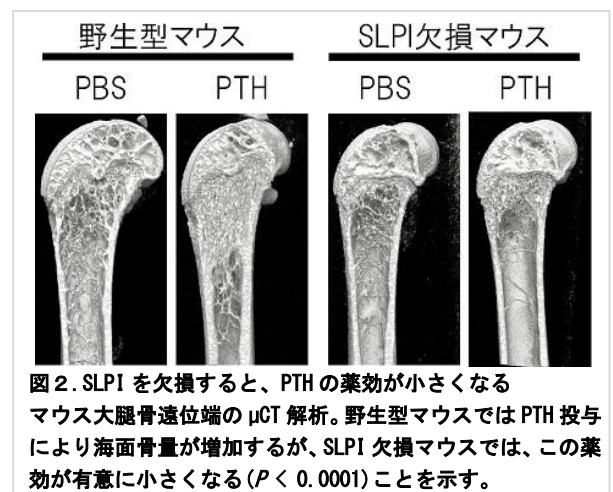 野生型マウス SLPI欠損マウス
PBS PTH PBS PTH
図２.SLPI を欠損すると、PTH の薬効が小さくなる
マウス大腿骨遠位端の μCT 解析。野生型マウスでは PTH 投与
により海面骨量が増加するが、SLPI 欠損マウスでは、この薬
効が有意に小さくなる(P < 0.0001)ことを示す。